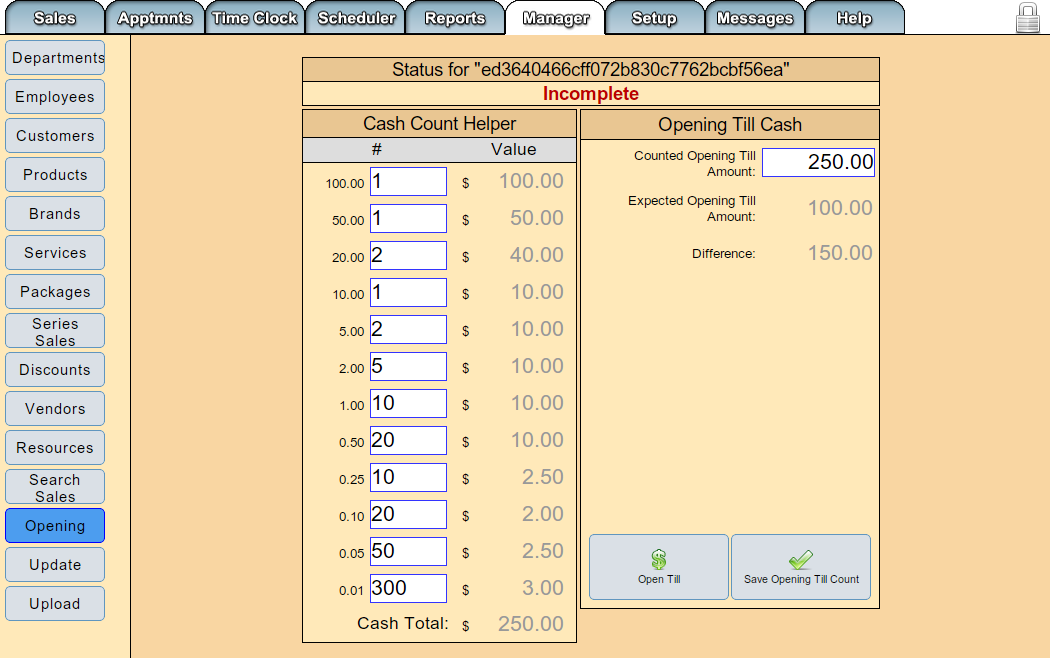 Sales Apptmnts Time Clock Scheduler Reports Manager Setup Messages Help
Departments
Employees
Customers
Products
Brands
Services
Packages
Series
Sales
Discounts
Vendors
Resources
Search
Sales
Opening
Update
Upload
Status for "ed3640466cff072b830c7762bcbf56ea"
Incomplete
Cash Count Helper
# Value
100.00 1 $ 100.00
50.00 1 $ 50.00
20.00 2 $ 40.00
10.00 1 $ 10.00
5.00 2 $ 10.00
2.00 5 $ 10.00
1.00 10 $ 10.00
0.50 20 $ 10.00
0.25 10 $ 2.50
0.10 20 $ 2.00
0.05 50 $ 2.50
0.01 300 $ 3.00
Cash Total: $ 250.00
Opening Till Cash
Counted Opening Till
Amount: 250.00
Expected Opening Till
Amount: 100.00
Difference: 150.00
Open Till
Save Opening Till Count